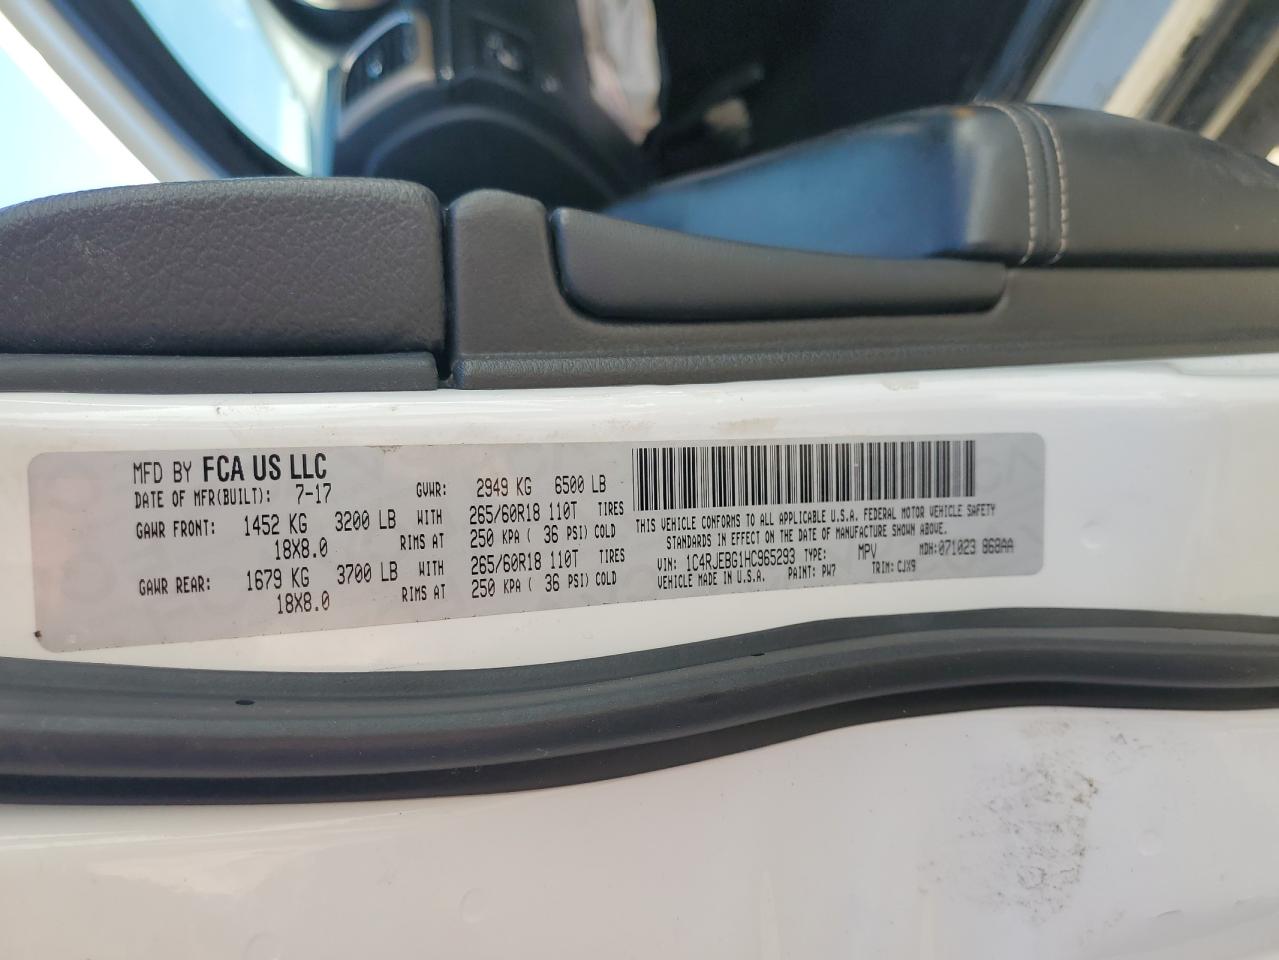 MFD BY FCA US LLC
DATE OF MFR(BUILT): 7-17 GVWR: 2949 KG 6500 LB
GAWR FRONT: 1452 KG 3200 LB WITH 265/60R18 110T TIRES
18X8.0 RIMS AT 250 KPA ( 36 PSI) COLD
GAWR REAR: 1679 KG 3700 LB WITH 265/60R18 110T TIRES
18X8.0 RIMS AT 250 KPA ( 36 PSI) COLD
THIS VEHICLE CONFORMS TO ALL APPLICABLE U.S.A. FEDERAL MOTOR VEHICLE SAFETY
STANDARDS IN EFFECT ON THE DATE OF MANUFACTURE SHOWN ABOVE.
VIN: 1C4RJEBG1HC965293 TYPE: MPV MDH:071023 868AA
VEHICLE MADE IN U.S.A. PAINT: PW7 TRIM: CJX9